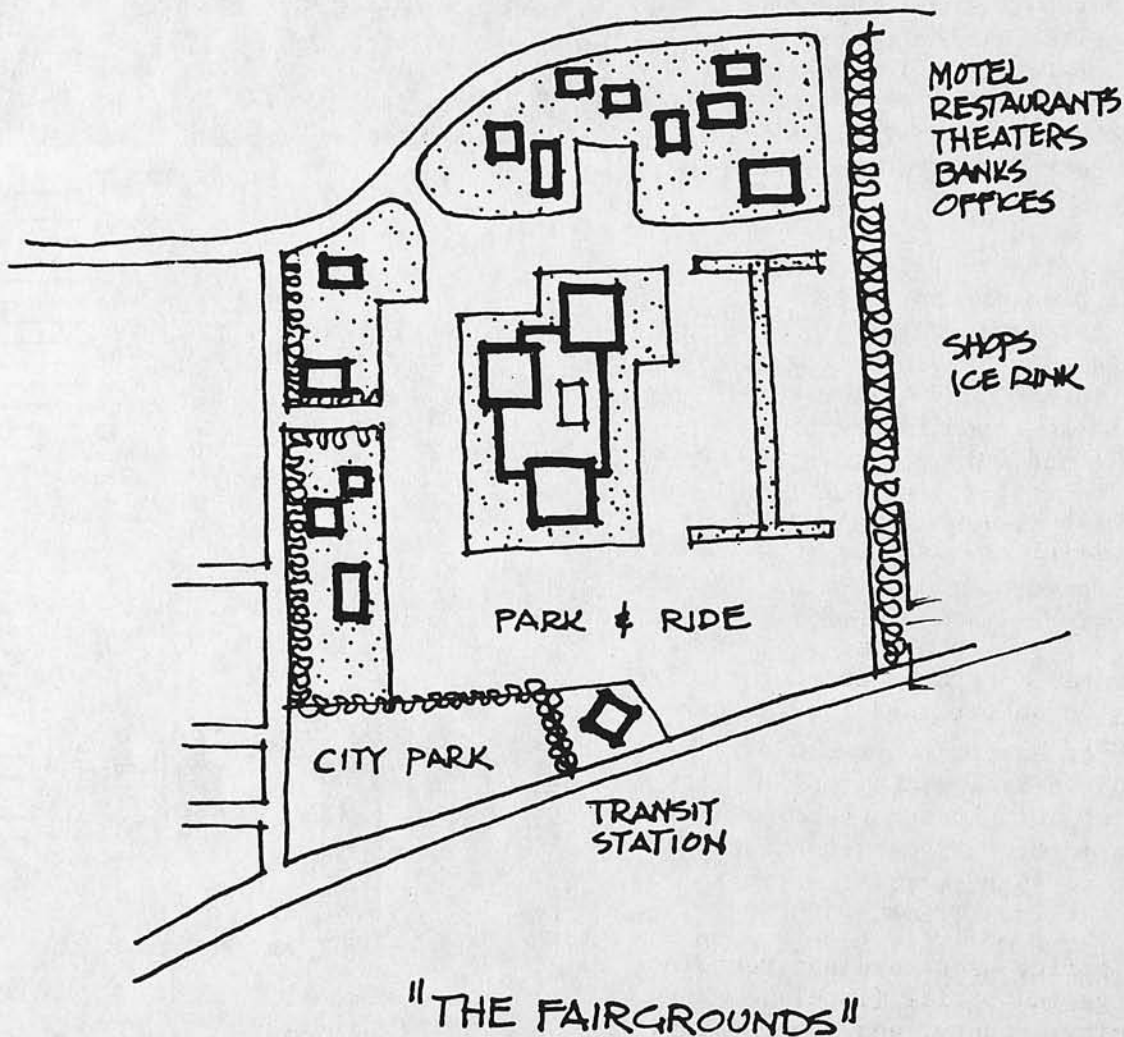 MOTEL
RESTAURANTS
THEATERS
BANKS
OFFICES
SHOPS
ICE RINK
PARK & RIDE
CITY PARK
TRANSIT
STATION
"THE FAIRGROUNDS"